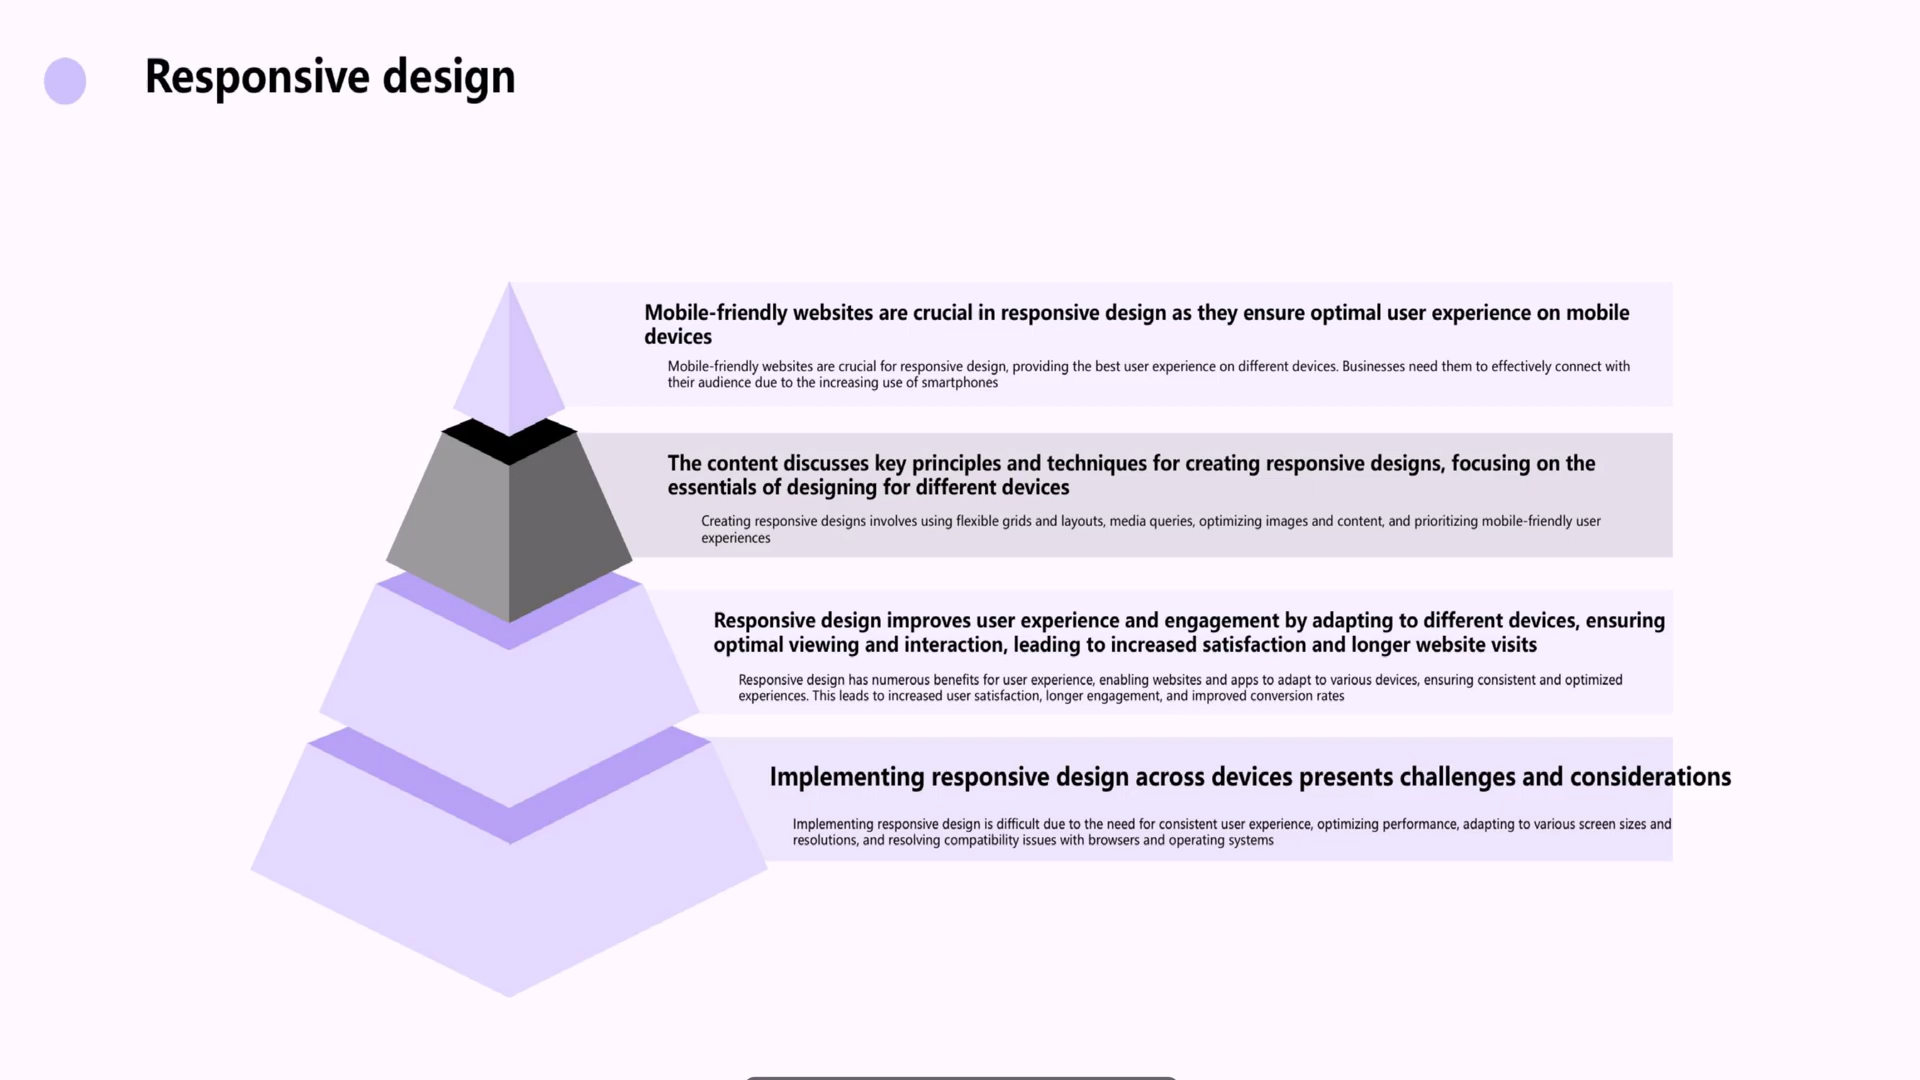 Responsive design
Mobile-friendly websites are crucial in responsive design as they ensure optimal user experience on mobile
devices
Mobile-friendly websites are crucial for responsive design, providing the best user experience on different devices. Businesses need them to effectively connect with
their audience due to the increasing use of smartphones
The content discusses key principles and techniques for creating responsive designs, focusing on the
essentials of designing for different devices
Creating responsive designs involves using flexible grids and layouts, media queries, optimizing images and content, and prioritizing mobile-friendly user
experiences
Responsive design improves user experience and engagement by adapting to different devices, ensuring
optimal viewing and interaction, leading to increased satisfaction and longer website visits
Responsive design has numerous benefits for user experience, enabling websites and apps to adapt to various devices, ensuring consistent and optimized
experiences. This leads to increased user satisfaction, longer engagement, and improved conversion rates
Implementing responsive design across devices presents challenges and considerations
Implementing responsive design is difficult due to the need for consistent user experience, optimizing performance, adapting to various screen sizes and
resolutions, and resolving compatibility issues with browsers and operating systems